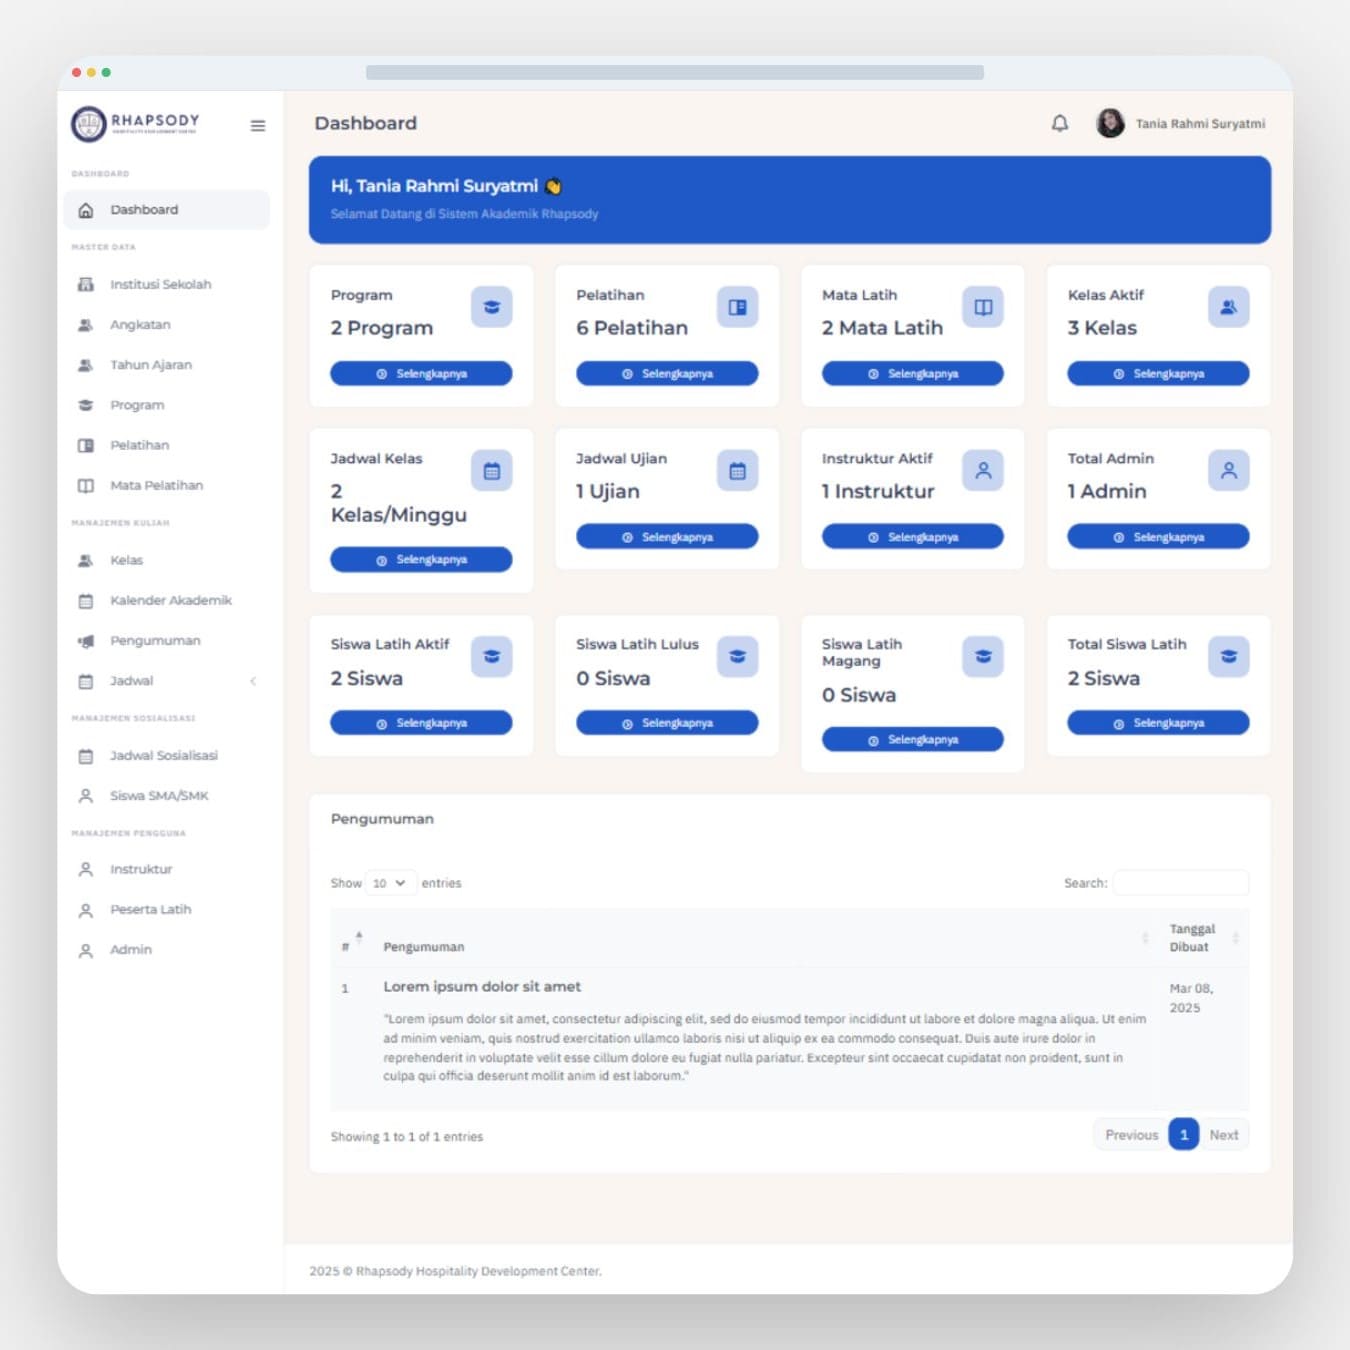 RHAPSODY
HOSPITALITY DEVELOPMENT CENTER
DASHBOARD
Dashboard
MASTER DATA
Institusi Sekolah
Angkatan
Tahun Ajaran
Program
Pelatihan
Mata Pelatihan
MANAJEMEN KULIAH
Kelas
Kalender Akademik
Pengumuman
Jadwal
MANAJEMEN SOSIALISASI
Jadwal Sosialisasi
Siswa SMA/SMK
MANAJEMEN PENGGUNA
Instruktur
Peserta Latih
Admin
Dashboard
Tania Rahmi Suryatmi
Hi, Tania Rahmi Suryatmi 👏
Selamat Datang di Sistem Akademik Rhapsody
Program
2 Program
Selengkapnya
Pelatihan
6 Pelatihan
Selengkapnya
Mata Latih
2 Mata Latih
Selengkapnya
Kelas Aktif
3 Kelas
Selengkapnya
Jadwal Kelas
2
Kelas/Minggu
Selengkapnya
Jadwal Ujian
1 Ujian
Selengkapnya
Instruktur Aktif
1 Instruktur
Selengkapnya
Total Admin
1 Admin
Selengkapnya
Siswa Latih Aktif
2 Siswa
Selengkapnya
Siswa Latih Lulus
0 Siswa
Selengkapnya
Siswa Latih
Magang
0 Siswa
Selengkapnya
Total Siswa Latih
2 Siswa
Selengkapnya
Pengumuman
Show 10 entries
Search:
# Pengumuman
Tanggal
Dibuat
1
Lorem ipsum dolor sit amet
"Lorem ipsum dolor sit amet, consectetur adipiscing elit, sed do eiusmod tempor incididunt ut labore et dolore magna aliqua. Ut enim
ad minim veniam, quis nostrud exercitation ullamco laboris nisi ut aliquip ex ea commodo consequat. Duis aute irure dolor in
reprehenderit in voluptate velit esse cillum dolore eu fugiat nulla pariatur. Excepteur sint occaecat cupidatat non proident, sunt in
culpa qui officia deserunt mollit anim id est laborum."
Mar 08,
2025
Showing 1 to 1 of 1 entries
Previous 1 Next
2025 © Rhapsody Hospitality Development Center.